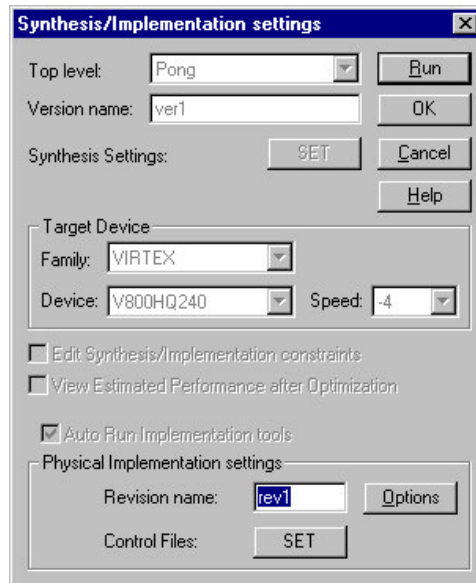 Synthesis/Implementation settings
Top level: Pong Run
Version name: ver1 OK
Synthesis Settings: SET Cancel
Help
Target Device
Family: VIRTEX
Device: V800HQ240 Speed: -4
Edit Synthesis/Implementation constraints
View Estimated Performance after Optimization
Auto Run Implementation tools
Physical Implementation settings
Revision name: rev1 Options
Control Files: SET